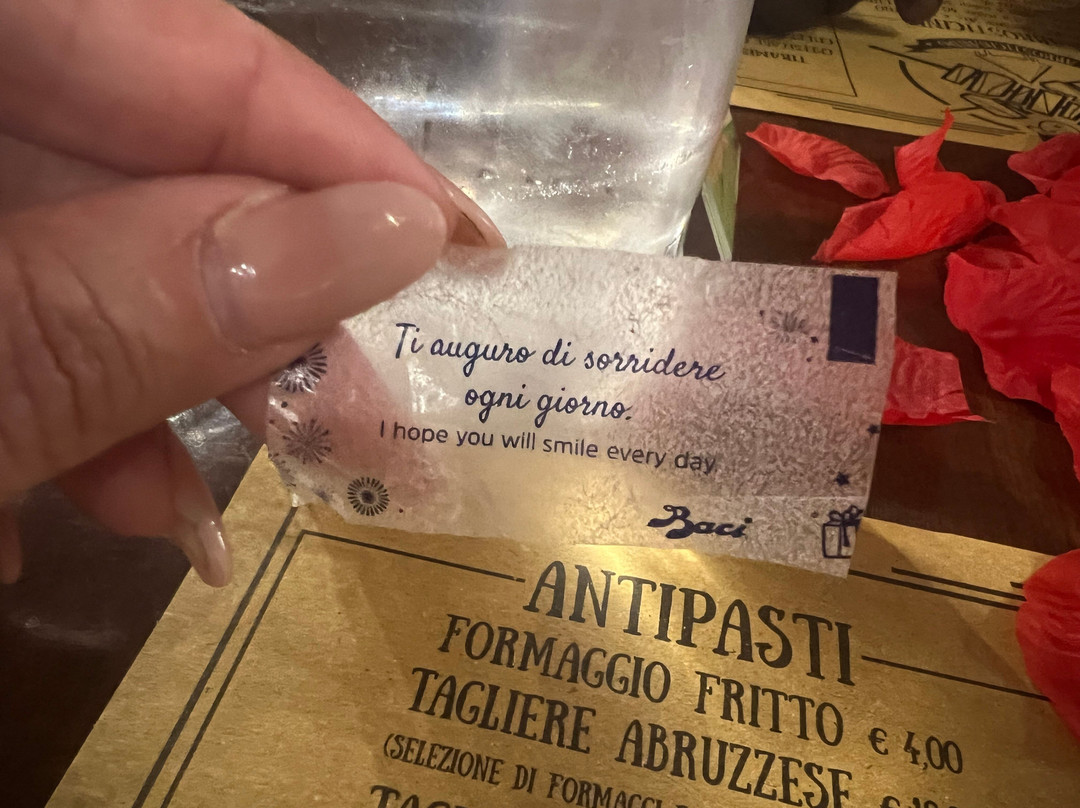 Ti auguro di sorridere
ogni giorno.
I hope you will smile every day.
Baci
ANTIPASTI
FORMAGGIO FRITTO € 4,00
TAGLIERE ABRUZZESE
(SELEZIONE DI FORMAGGI